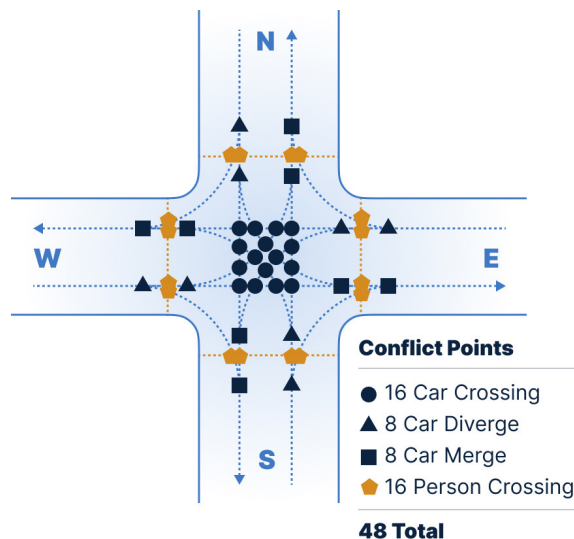 N
W
E
S
Conflict Points
16 Car Crossing
8 Car Diverge
8 Car Merge
16 Person Crossing
48 Total